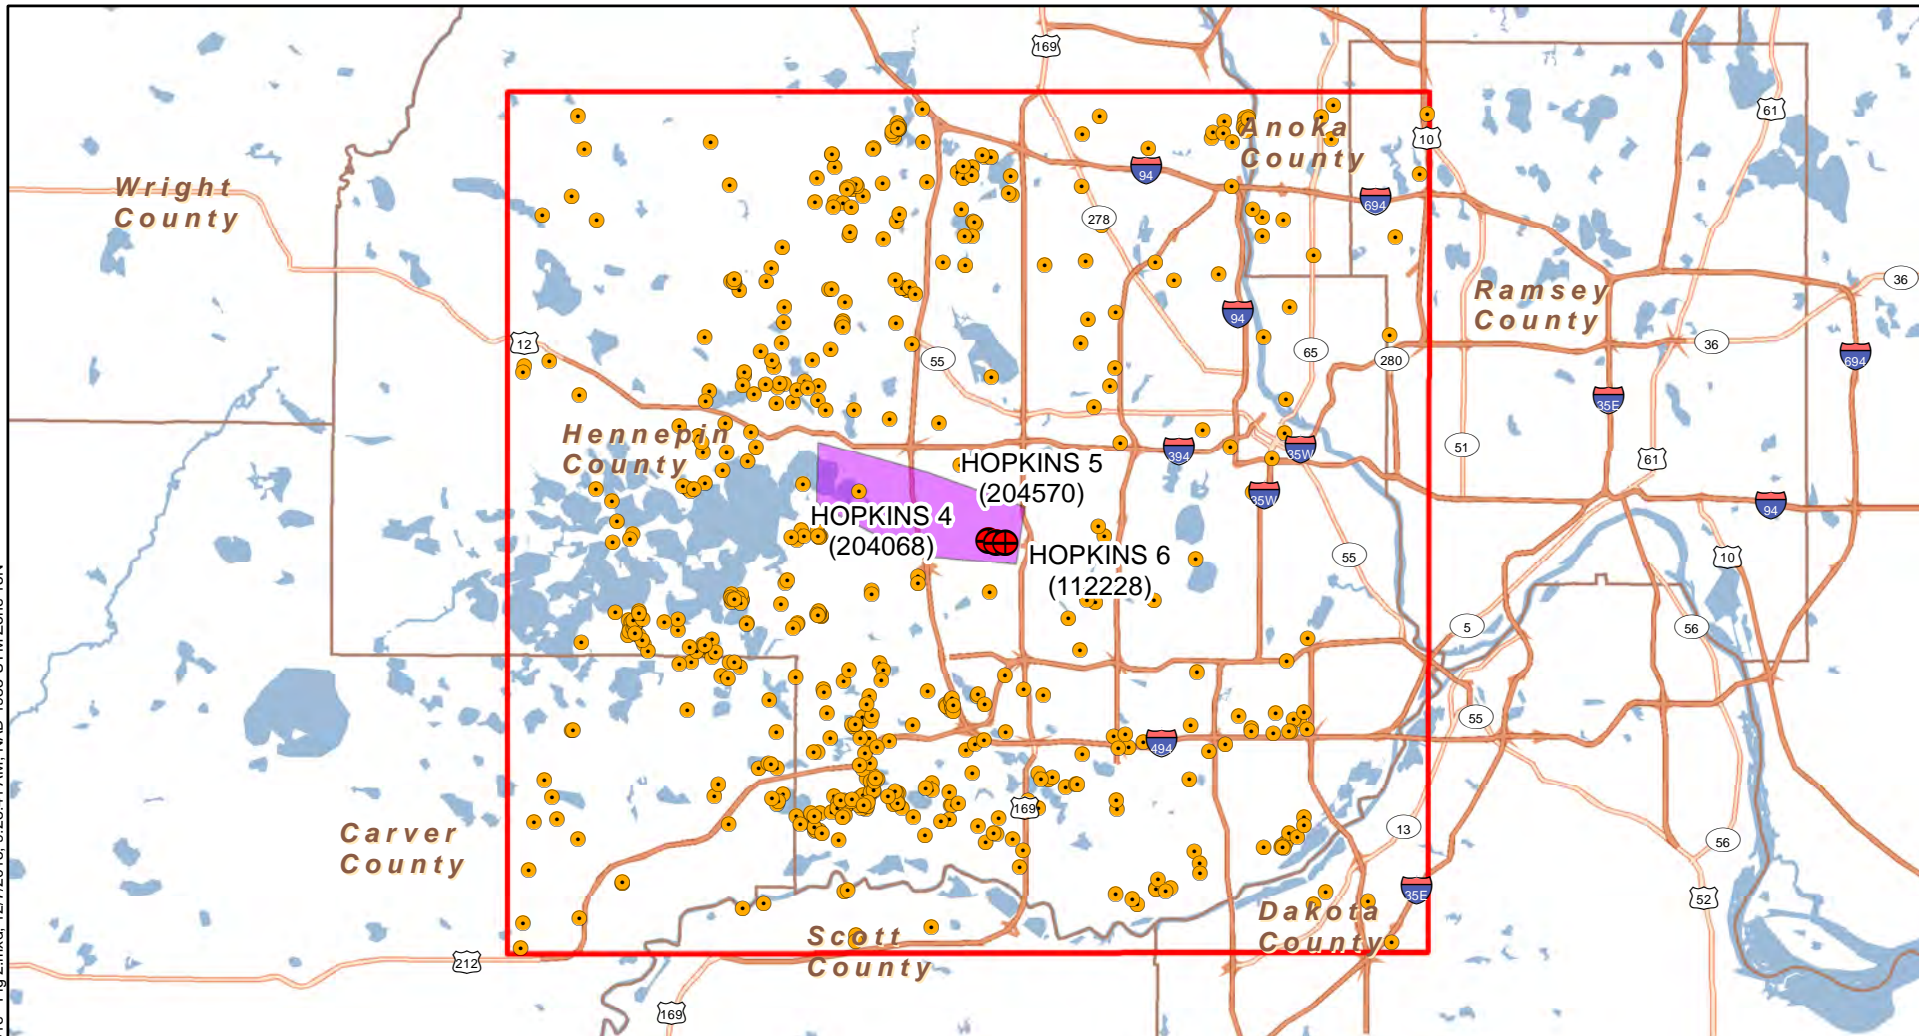 169
61
Anoka
County
10
Wright
County
94
694
278
36
Ramsey
County
94
12
55
65
280
36
694
35E
Hennepin
County
394
35W
51
61
HOPKINS 5
(204570)
35W
94
HOPKINS 4
(204068)
HOPKINS 6
(112228)
55
10
5
56
55
494
169
13
Carver
County
56
35E
52
Dakota
County
Scott
County
212
169